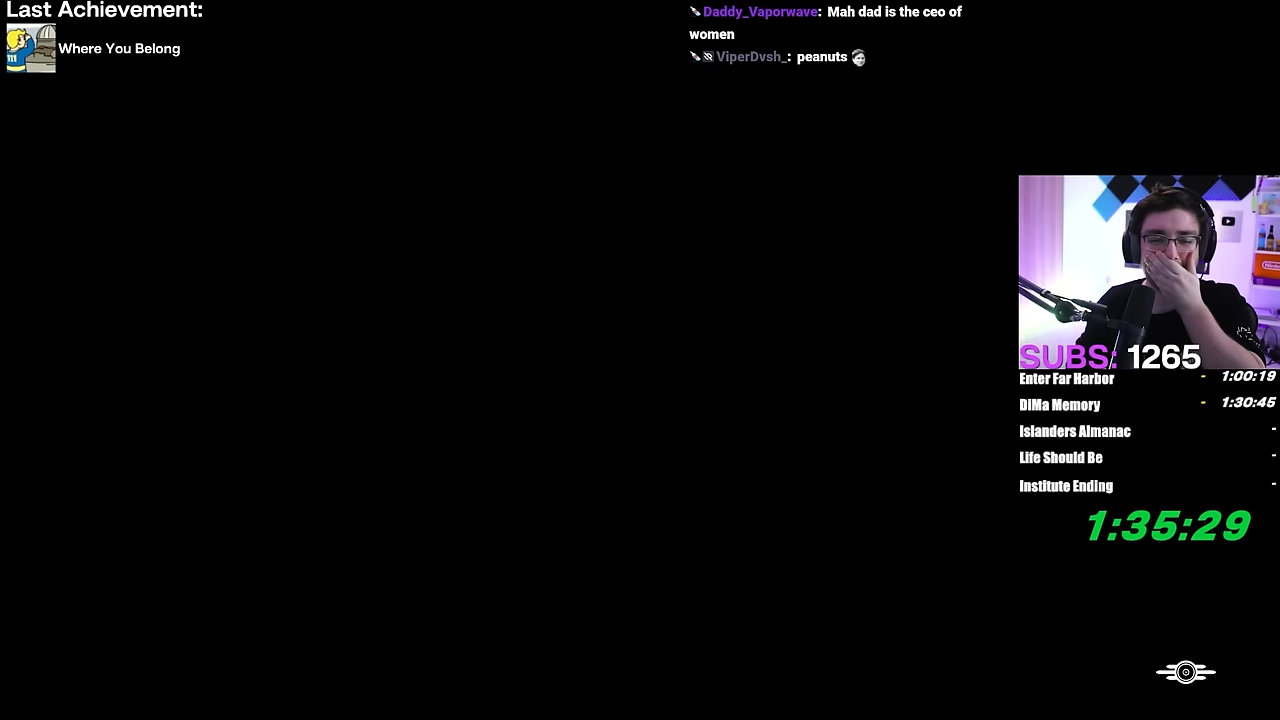 Last Achievement:
Where You Belong
Daddy_Vaporwave: Mah dad is the ceo of
women
ViperDvsh_: peanuts
SUBS: 1265
Enter Far Harbor - 1:00:19
DiMa Memory - 1:30:45
Islanders Almanac -
Life Should Be -
Institute Ending -
1:35:29